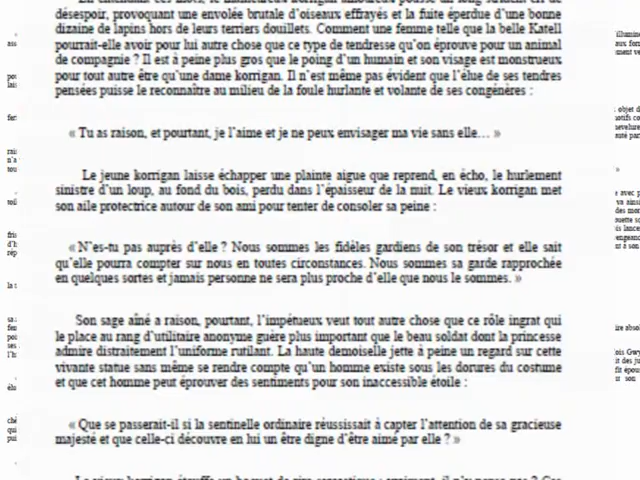 En entendant ces mots, le malheureux korrigan amoureux pousse un long strident cri de
désespoir, provoquant une envolée brutale d'oiseaux effrayés et la fuite éperdue d'une bonne
dizaine de lapins hors de leurs terriers douillets. Comment une femme telle que la belle Katell
pourrait-elle avoir pour lui autre chose que ce type de tendresse qu'on éprouve pour un animal
de compagnie ? Il est à peine plus gros que le poing d'un humain et son visage est monstrueux
pour tout autre être qu'une dame korrigan. Il n'est même pas évident que l'élue de ses tendres
pensées puisse le reconnaître au milieu de la foule hurlante et volante de ses congénères :
« Tu as raison, et pourtant, je l'aime et je ne peux envisager ma vie sans elle… »
Le jeune korrigan laisse échapper une plainte aigue que reprend, en écho, le hurlement
sinistre d'un loup, au fond du bois, perdu dans l'épaisseur de la nuit. Le vieux korrigan met
son aile protectrice autour de son ami pour tenter de consoler sa peine :
« N'es-tu pas auprès d'elle ? Nous sommes les fidèles gardiens de son trésor et elle sait
qu'elle pourra compter sur nous en toutes circonstances. Nous sommes sa garde rapprochée
en quelques sortes et jamais personne ne sera plus proche d'elle que nous le sommes. »
Son sage aîné a raison, pourtant, l'impétueux veut tout autre chose que ce rôle ingrat qui
le place au rang d'utilitaire anonyme guère plus important que le beau soldat dont la princesse
admire distraitement l'uniforme rutilant. La haute demoiselle jette à peine un regard sur cette
vivante statue sans même se rendre compte qu'un homme existe sous les dorures du costume
et que cet homme peut éprouver des sentiments pour son inaccessible étoile :
« Que se passerait-il si la sentinelle ordinaire réussissait à capter l'attention de sa gracieuse
majesté et que celle-ci découvre en lui un être digne d'être aimé par elle ? »